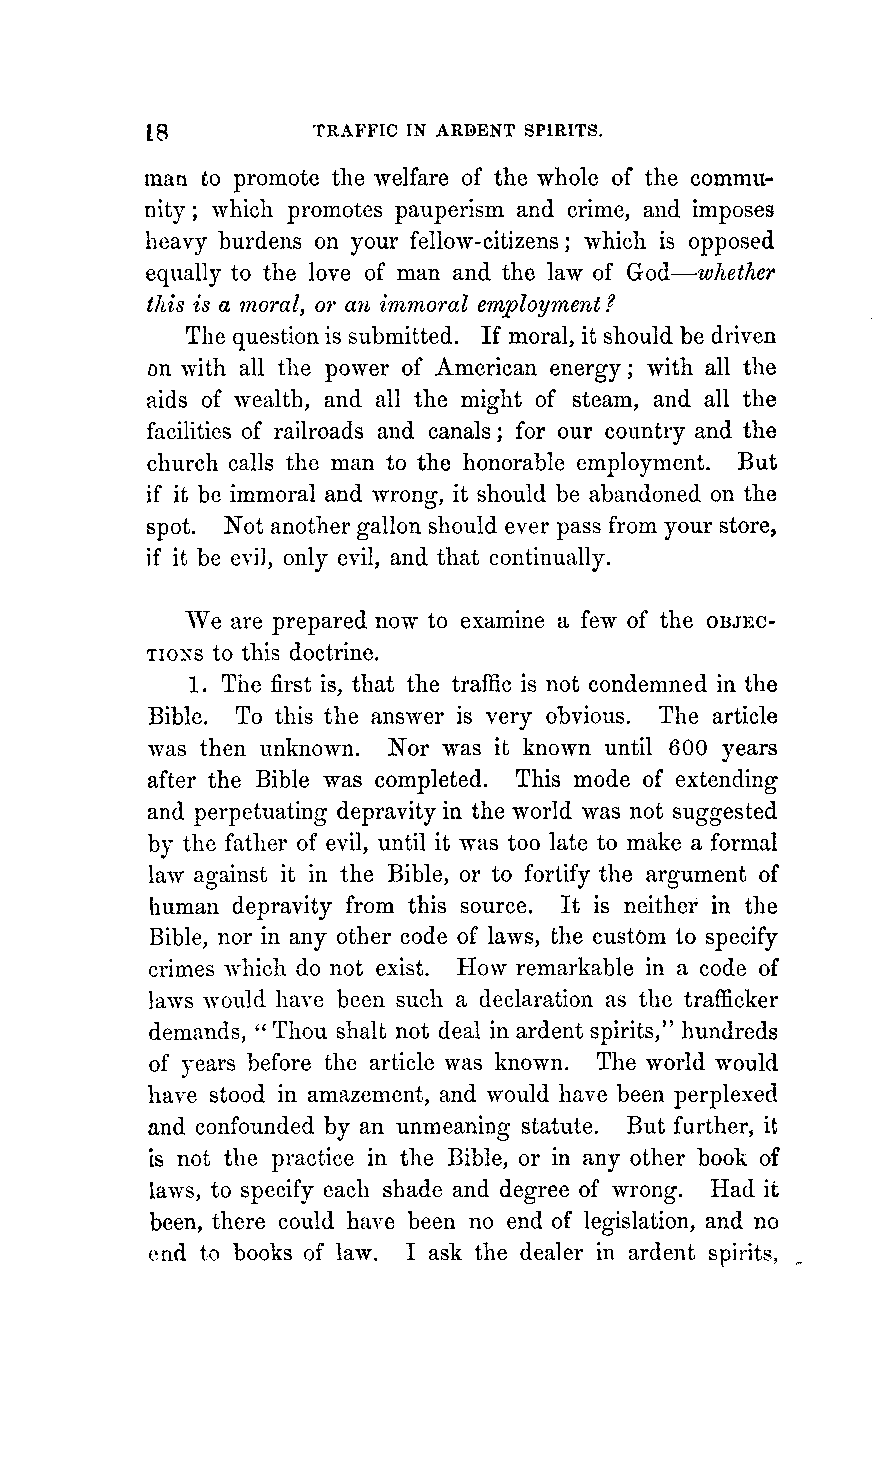 18 TRAFFIC IN ARDENT SPIRITS.
man to promote the welfare of the whole of the commu-
nity; which promotes pauperism and crime, and imposes
heavy burdens on your fellow-citizens; which is opposed
equally to the love of man and the law of God—whether
this is a moral, or an immoral employment?
The question is submitted. If moral, it should be driven
on with all the power of American energy; with all the
aids of wealth, and all the might of steam, and all the
facilities of railroads and canals; for our country and the
church calls the man to the honorable employment. But
if it be immoral and wrong, it should be abandoned on the
spot. Not another gallon should ever pass from your store,
if it be evil, only evil, and that continually.
We are prepared now to examine a few of the OBJEC-
TIONS to this doctrine.
1. The first is, that the traffic is not condemned in the
Bible. To this the answer is very obvious. The article
was then unknown. Nor was it known until 600 years
after the Bible was completed. This mode of extending
and perpetuating depravity in the world was not suggested
by the father of evil, until it was too late to make a formal
law against it in the Bible, or to fortify the argument of
human depravity from this source. It is neither in the
Bible, nor in any other code of laws, the custom to specify
crimes which do not exist. How remarkable in a code of
laws would have been such a declaration as the trafficker
demands, "Thou shalt not deal in ardent spirits," hundreds
of years before the article was known. The world would
have stood in amazement, and would have been perplexed
and confounded by an unmeaning statute. But further, it
is not the practice in the Bible, or in any other book of
laws, to specify each shade and degree of wrong. Had it
been, there could have been no end of legislation, and no
end to books of law. I ask the dealer in ardent spirits,